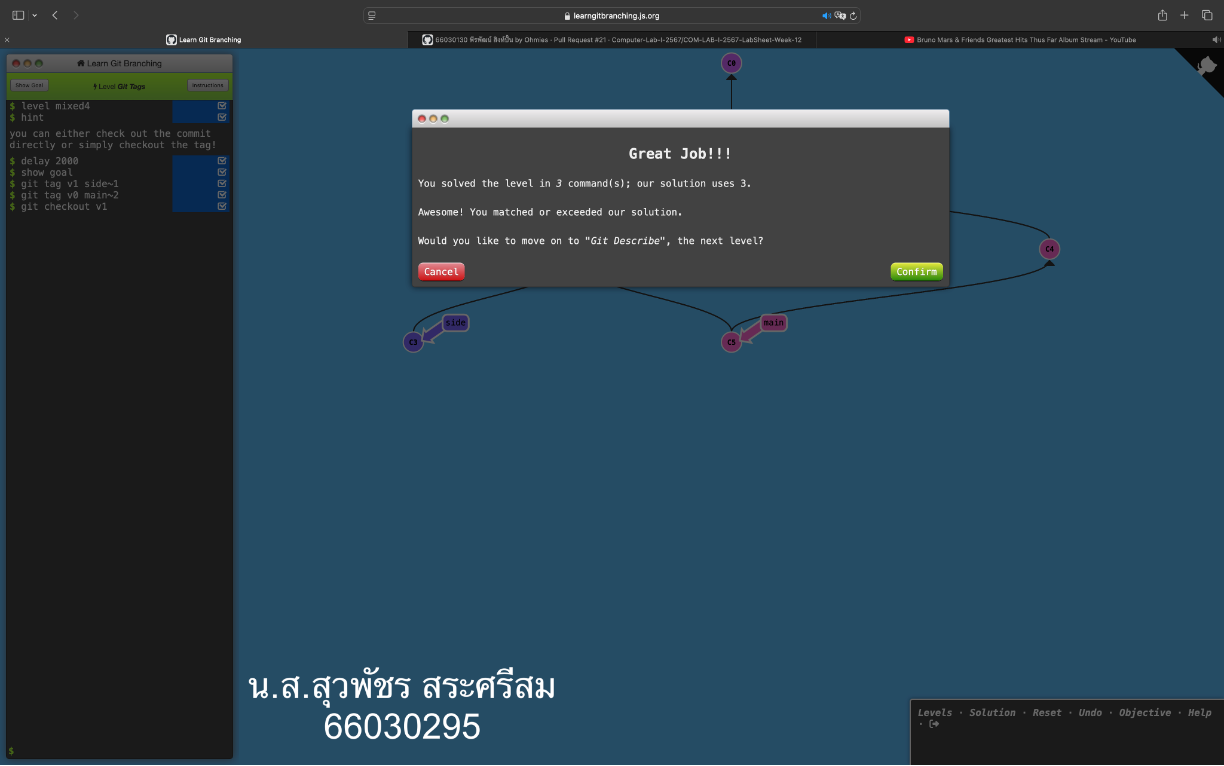 learngitbranching.js.org
Learn Git Branching
66030130 พีรพัฒน์ สิงห์ปั้น by Ohmies · Pull Request #21 · Computer-Lab-I-2567/COM-LAB-I-2567-LabSheet-Week-12
Bruno Mars & Friends Greatest Hits Thus Far Album Stream - YouTube
Learn Git Branching
Show Goal
Level Git Tags
Instructions
$ level mixed4
$ hint
you can either check out the commit
directly or simply checkout the tag!
$ delay 2000
$ show goal
$ git tag v1 side~1
$ git tag v0 main~2
$ git checkout v1
$
C0
Great Job!!!
You solved the level in 3 command(s); our solution uses 3.
Awesome! You matched or exceeded our solution.
Would you like to move on to "Git Describe", the next level?
Cancel
Confirm
C4
side
main
C3
C5
น.ส.สุวพัชร สระศรีสม
66030295
Levels · Solution · Reset · Undo · Objective · Help
·